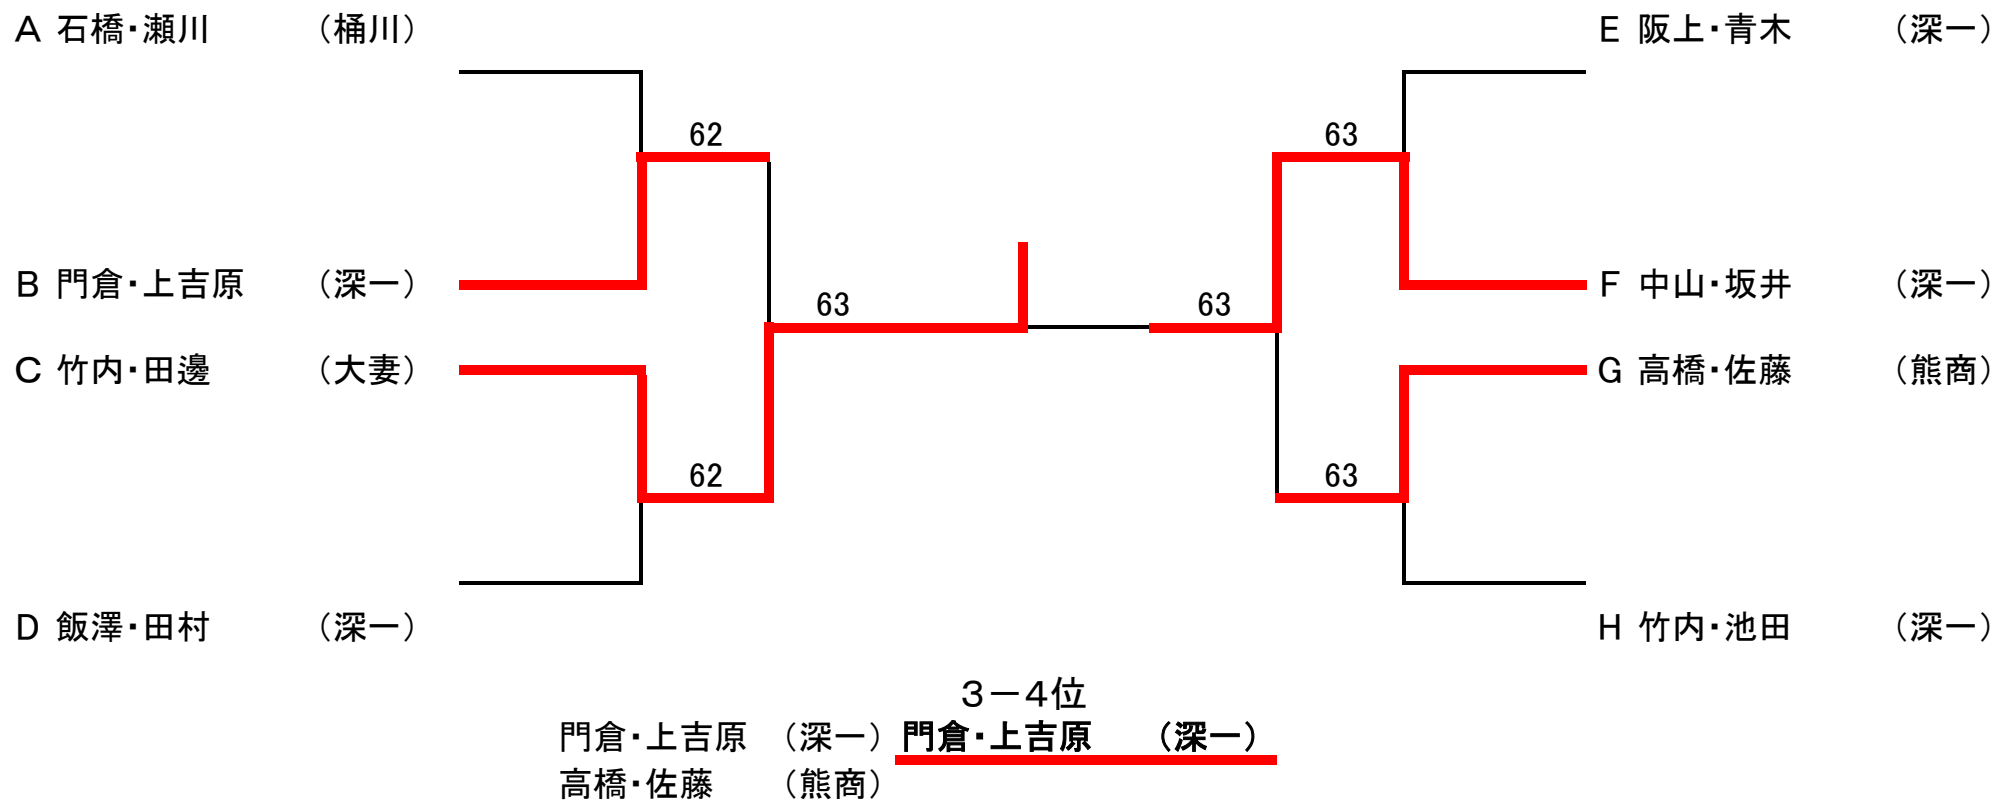 A 石橋・瀬川 （桶川）
E 阪上・青木 （深一）
62
63
B 門倉・上吉原 （深一）
F 中山・坂井 （深一）
63
63
C 竹内・田邊 （大妻）
G 高橋・佐藤 （熊商）
62
63
D 飯澤・田村 （深一）
H 竹内・池田 （深一）
３－４位
門倉・上吉原 （深一） 門倉・上吉原 （深一）
高橋・佐藤 （熊商）